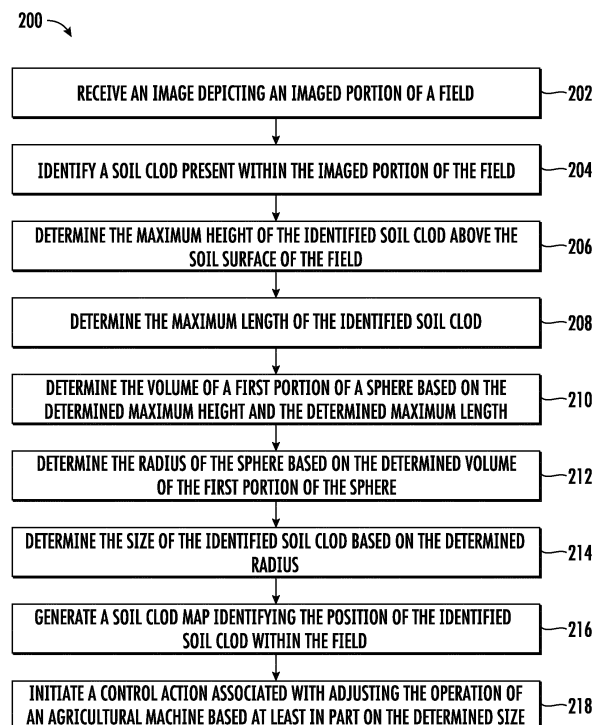 200
RECEIVE AN IMAGE DEPICTING AN IMAGED PORTION OF A FIELD
202
IDENTIFY A SOIL CLOD PRESENT WITHIN THE IMAGED PORTION OF THE FIELD
204
DETERMINE THE MAXIMUM HEIGHT OF THE IDENTIFIED SOIL CLOD ABOVE THE
SOIL SURFACE OF THE FIELD
206
DETERMINE THE MAXIMUM LENGTH OF THE IDENTIFIED SOIL CLOD
208
DETERMINE THE VOLUME OF A FIRST PORTION OF A SPHERE BASED ON THE
DETERMINED MAXIMUM HEIGHT AND THE DETERMINED MAXIMUM LENGTH
210
DETERMINE THE RADIUS OF THE SPHERE BASED ON THE DETERMINED VOLUME
OF THE FIRST PORTION OF THE SPHERE
212
DETERMINE THE SIZE OF THE IDENTIFIED SOIL CLOD BASED ON THE DETERMINED
RADIUS
214
GENERATE A SOIL CLOD MAP IDENTIFYING THE POSITION OF THE IDENTIFIED
SOIL CLOD WITHIN THE FIELD
216
INITIATE A CONTROL ACTION ASSOCIATED WITH ADJUSTING THE OPERATION OF
AN AGRICULTURAL MACHINE BASED AT LEAST IN PART ON THE DETERMINED SIZE
218